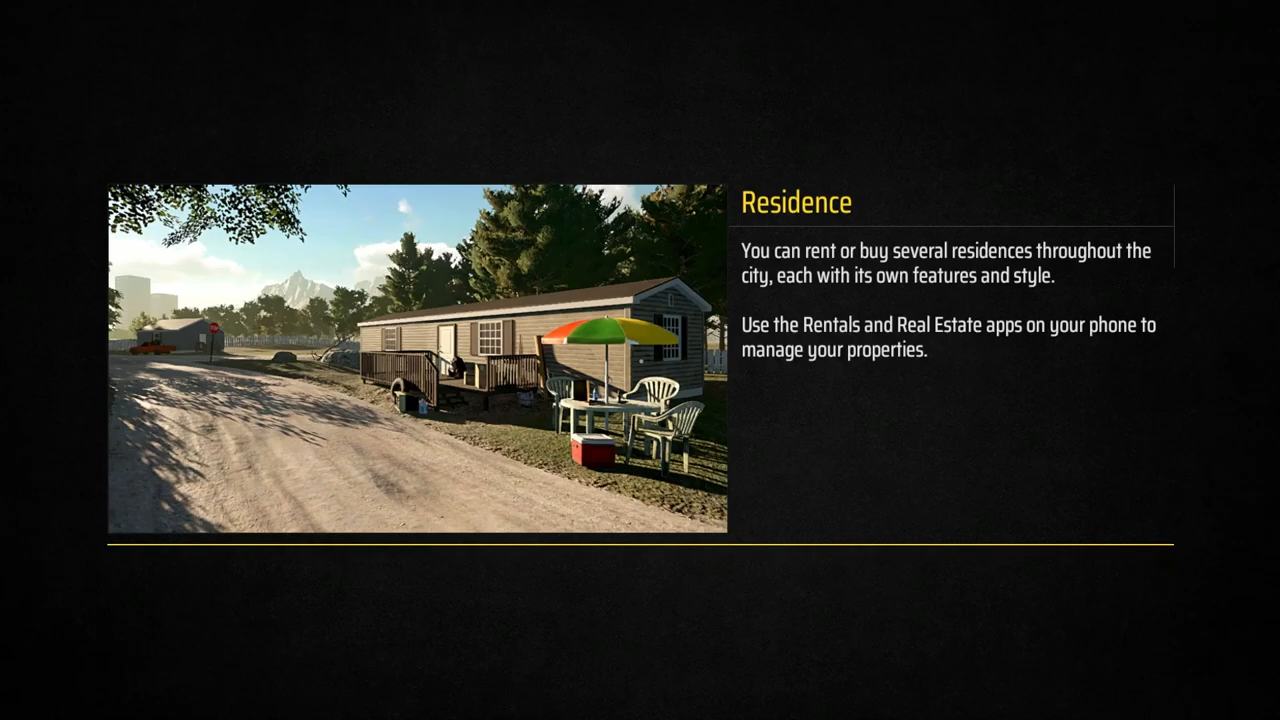 Residence
You can rent or buy several residences throughout the
city, each with its own features and style.
Use the Rentals and Real Estate apps on your phone to
manage your properties.